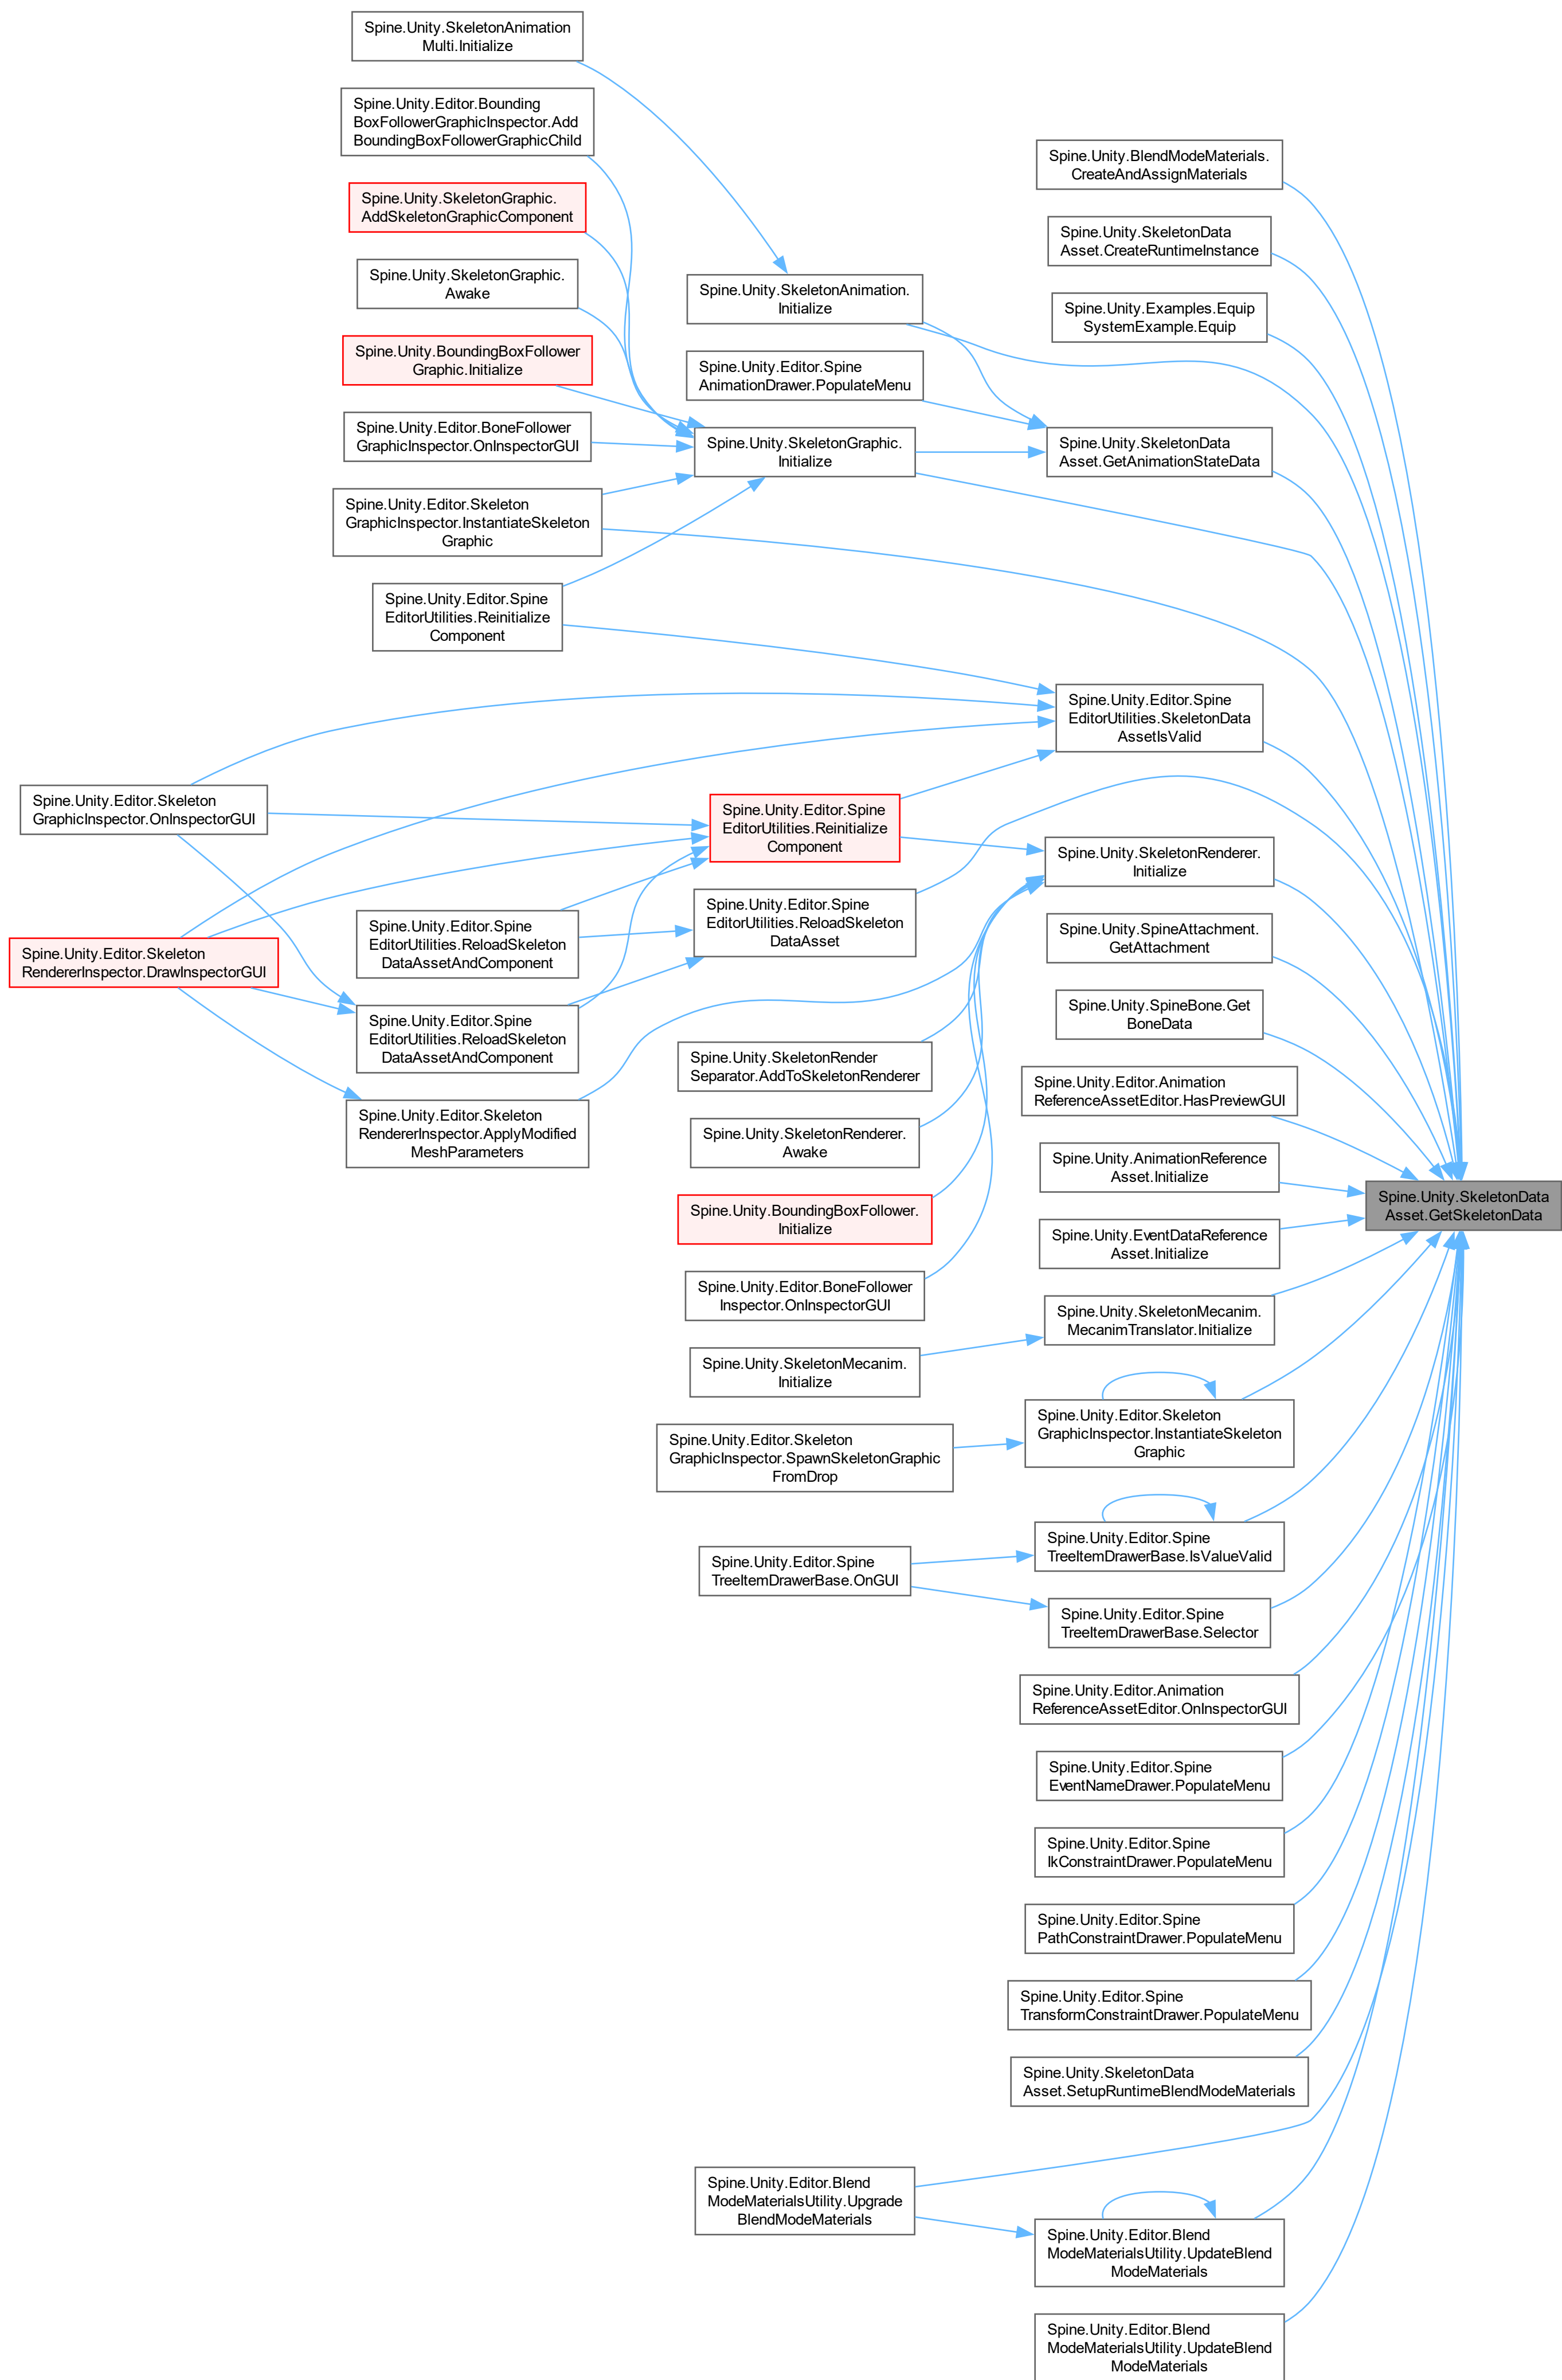 Spine.Unity.SkeletonAnimation
Multi.Initialize
Spine.Unity.Editor.Bounding
BoxFollowerGraphicInspector.Add
BoundingBoxFollowerGraphicChild
Spine.Unity.SkeletonGraphic.
AddSkeletonGraphicComponent
Spine.Unity.SkeletonGraphic.
Awake
Spine.Unity.BoundingBoxFollower
Graphic.Initialize
Spine.Unity.Editor.BoneFollower
GraphicInspector.OnInspectorGUI
Spine.Unity.Editor.Skeleton
GraphicInspector.InstantiateSkeleton
Graphic
Spine.Unity.Editor.Spine
EditorUtilities.Reinitialize
Component
Spine.Unity.Editor.Skeleton
GraphicInspector.OnInspectorGUI
Spine.Unity.Editor.Skeleton
RendererInspector.DrawInspectorGUI
Spine.Unity.Editor.Spine
EditorUtilities.ReloadSkeleton
DataAssetAndComponent
Spine.Unity.Editor.Spine
EditorUtilities.ReloadSkeleton
DataAssetAndComponent
Spine.Unity.Editor.Skeleton
RendererInspector.ApplyModified
MeshParameters
Spine.Unity.SkeletonAnimation.
Initialize
Spine.Unity.Editor.Spine
AnimationDrawer.PopulateMenu
Spine.Unity.SkeletonGraphic.
Initialize
Spine.Unity.Editor.Spine
EditorUtilities.Reinitialize
Component
Spine.Unity.Editor.Spine
EditorUtilities.ReloadSkeleton
DataAsset
Spine.Unity.SkeletonRender
Separator.AddToSkeletonRenderer
Spine.Unity.SkeletonRenderer.
Awake
Spine.Unity.BoundingBoxFollower.
Initialize
Spine.Unity.Editor.BoneFollower
Inspector.OnInspectorGUI
Spine.Unity.SkeletonMecanim.
Initialize
Spine.Unity.Editor.Skeleton
GraphicInspector.SpawnSkeletonGraphic
FromDrop
Spine.Unity.Editor.Spine
TreeItemDrawerBase.OnGUI
Spine.Unity.Editor.Blend
ModeMaterialsUtility.Upgrade
BlendModeMaterials
Spine.Unity.BlendModeMaterials.
CreateAndAssignMaterials
Spine.Unity.SkeletonData
Asset.CreateRuntimeInstance
Spine.Unity.Examples.Equip
SystemExample.Equip
Spine.Unity.SkeletonData
Asset.GetAnimationStateData
Spine.Unity.Editor.Spine
EditorUtilities.SkeletonData
AssetIsValid
Spine.Unity.SkeletonRenderer.
Initialize
Spine.Unity.SpineAttachment.
GetAttachment
Spine.Unity.SpineBone.Get
BoneData
Spine.Unity.Editor.Animation
ReferenceAssetEditor.HasPreviewGUI
Spine.Unity.AnimationReference
Asset.Initialize
Spine.Unity.EventDataReference
Asset.Initialize
Spine.Unity.SkeletonMecanim.
MecanimTranslator.Initialize
Spine.Unity.Editor.Skeleton
GraphicInspector.InstantiateSkeleton
Graphic
Spine.Unity.Editor.Spine
TreeItemDrawerBase.IsValueValid
Spine.Unity.Editor.Spine
TreeItemDrawerBase.Selector
Spine.Unity.Editor.Animation
ReferenceAssetEditor.OnInspectorGUI
Spine.Unity.Editor.Spine
EventNameDrawer.PopulateMenu
Spine.Unity.Editor.Spine
IkConstraintDrawer.PopulateMenu
Spine.Unity.Editor.Spine
PathConstraintDrawer.PopulateMenu
Spine.Unity.Editor.Spine
TransformConstraintDrawer.PopulateMenu
Spine.Unity.SkeletonData
Asset.SetupRuntimeBlendModeMaterials
Spine.Unity.Editor.Blend
ModeMaterialsUtility.UpdateBlend
ModeMaterials
Spine.Unity.Editor.Blend
ModeMaterialsUtility.UpdateBlend
ModeMaterials
Spine.Unity.SkeletonData
Asset.GetSkeletonData